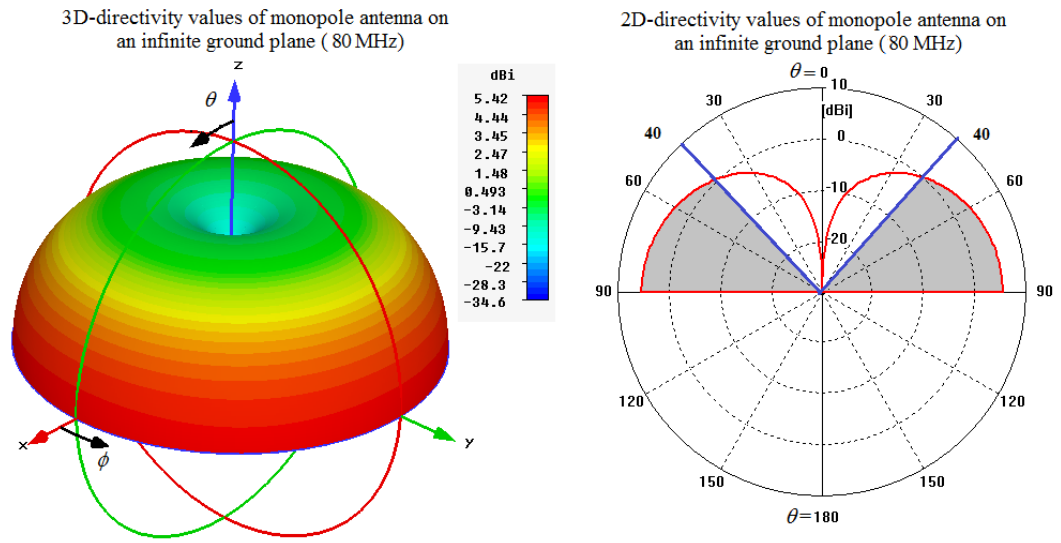 3D-directivity values of monopole antenna on
an infinite ground plane ( 80 MHz)
z
θ
dBi
5.42
4.44
3.45
2.47
1.48
0.493
-3.14
-9.43
-15.7
-22
-28.3
-34.6
x
ϕ
y
2D-directivity values of monopole antenna on
an infinite ground plane ( 80 MHz)
θ= 0
10
[dBi]
30
30
0
40
40
60
-10
60
-20
90
90
120
120
150
150
θ=180